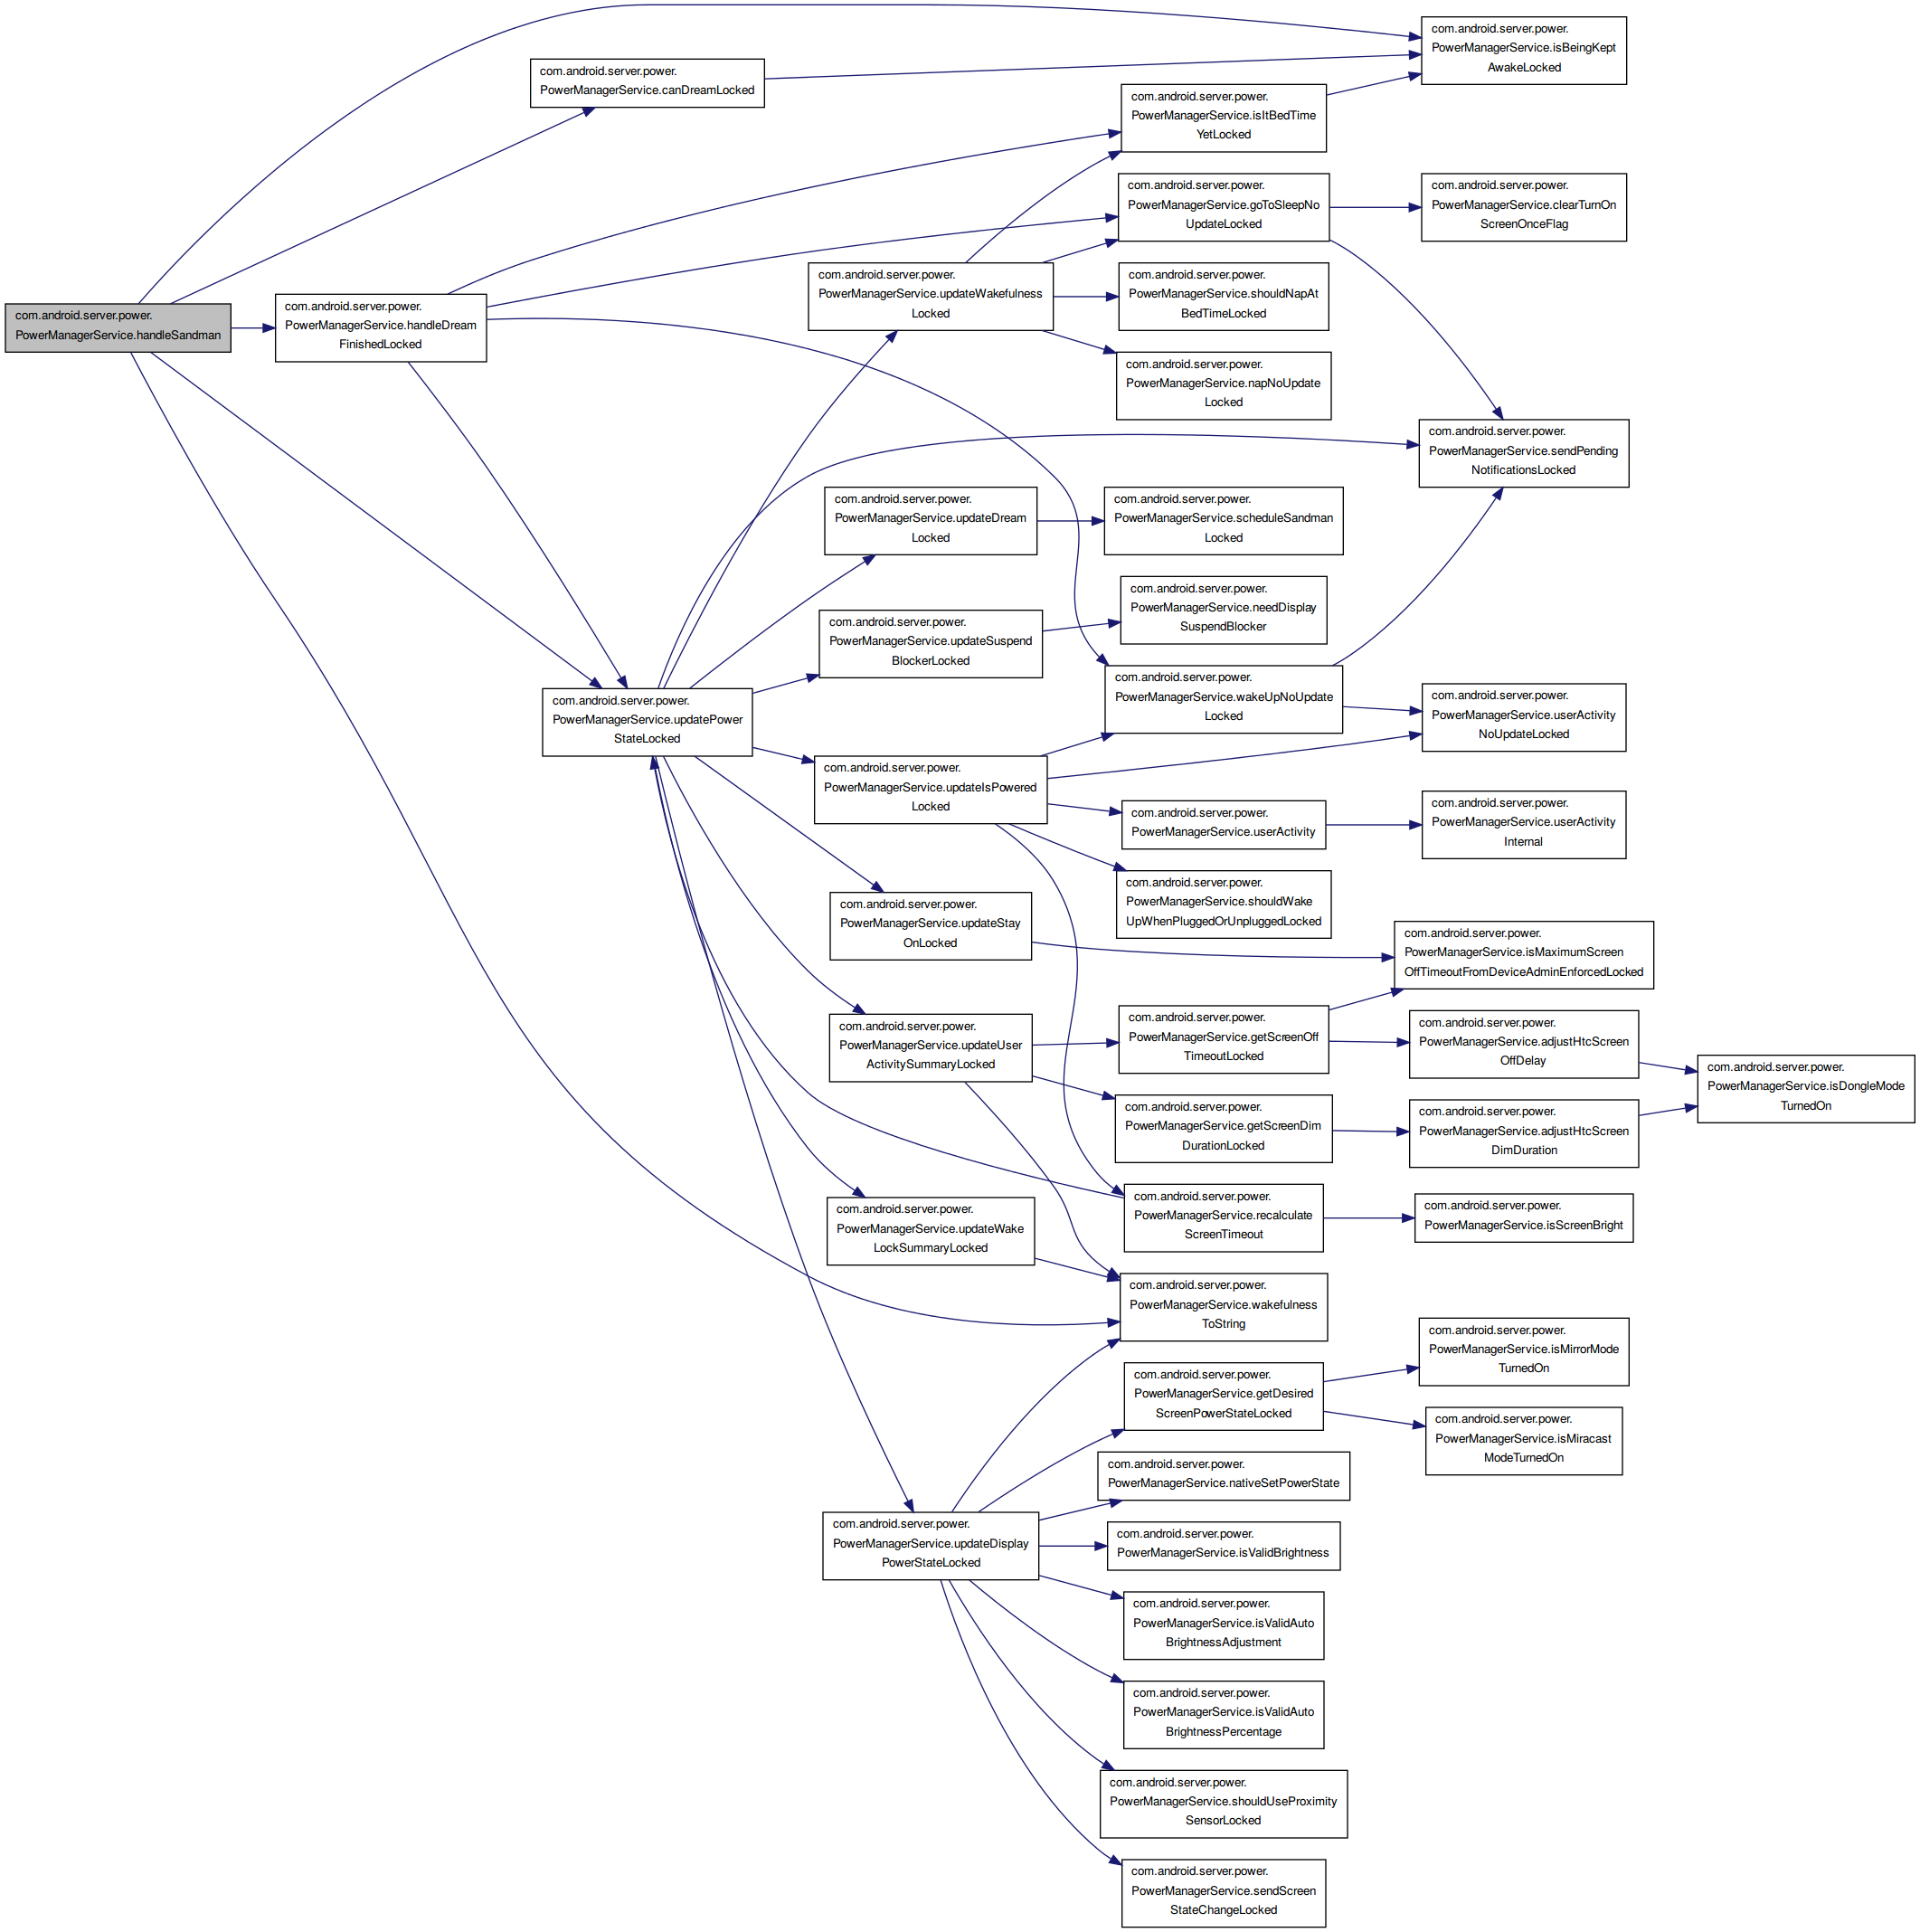 com.android.server.power.
PowerManagerService.handleSandman
com.android.server.power.
PowerManagerService.handleDream
FinishedLocked
com.android.server.power.
PowerManagerService.canDreamLocked
com.android.server.power.
PowerManagerService.updatePower
StateLocked
com.android.server.power.
PowerManagerService.updateWakefulness
Locked
com.android.server.power.
PowerManagerService.updateDream
Locked
com.android.server.power.
PowerManagerService.updateSuspend
BlockerLocked
com.android.server.power.
PowerManagerService.updateIsPowered
Locked
com.android.server.power.
PowerManagerService.updateStay
OnLocked
com.android.server.power.
PowerManagerService.updateUser
ActivitySummaryLocked
com.android.server.power.
PowerManagerService.updateWake
LockSummaryLocked
com.android.server.power.
PowerManagerService.updateDisplay
PowerStateLocked
com.android.server.power.
PowerManagerService.isItBedTime
YetLocked
com.android.server.power.
PowerManagerService.goToSleepNo
UpdateLocked
com.android.server.power.
PowerManagerService.shouldNapAt
BedTimeLocked
com.android.server.power.
PowerManagerService.napNoUpdate
Locked
com.android.server.power.
PowerManagerService.scheduleSandman
Locked
com.android.server.power.
PowerManagerService.needDisplay
SuspendBlocker
com.android.server.power.
PowerManagerService.wakeUpNoUpdate
Locked
com.android.server.power.
PowerManagerService.userActivity
com.android.server.power.
PowerManagerService.shouldWake
UpWhenPluggedOrUnpluggedLocked
com.android.server.power.
PowerManagerService.getScreenOff
TimeoutLocked
com.android.server.power.
PowerManagerService.getScreenDim
DurationLocked
com.android.server.power.
PowerManagerService.recalculate
ScreenTimeout
com.android.server.power.
PowerManagerService.wakefulness
ToString
com.android.server.power.
PowerManagerService.getDesired
ScreenPowerStateLocked
com.android.server.power.
PowerManagerService.nativeSetPowerState
com.android.server.power.
PowerManagerService.isValidBrightness
com.android.server.power.
PowerManagerService.isValidAuto
BrightnessAdjustment
com.android.server.power.
PowerManagerService.isValidAuto
BrightnessPercentage
com.android.server.power.
PowerManagerService.shouldUseProximity
SensorLocked
com.android.server.power.
PowerManagerService.sendScreen
StateChangeLocked
com.android.server.power.
PowerManagerService.isBeingKept
AwakeLocked
com.android.server.power.
PowerManagerService.clearTurnOn
ScreenOnceFlag
com.android.server.power.
PowerManagerService.sendPending
NotificationsLocked
com.android.server.power.
PowerManagerService.userActivity
NoUpdateLocked
com.android.server.power.
PowerManagerService.userActivity
Internal
com.android.server.power.
PowerManagerService.isMaximumScreen
OffTimeoutFromDeviceAdminEnforcedLocked
com.android.server.power.
PowerManagerService.adjustHtcScreen
OffDelay
com.android.server.power.
PowerManagerService.adjustHtcScreen
DimDuration
com.android.server.power.
PowerManagerService.isScreenBright
com.android.server.power.
PowerManagerService.isMirrorMode
TurnedOn
com.android.server.power.
PowerManagerService.isMiracast
ModeTurnedOn
com.android.server.power.
PowerManagerService.isDongleMode
TurnedOn